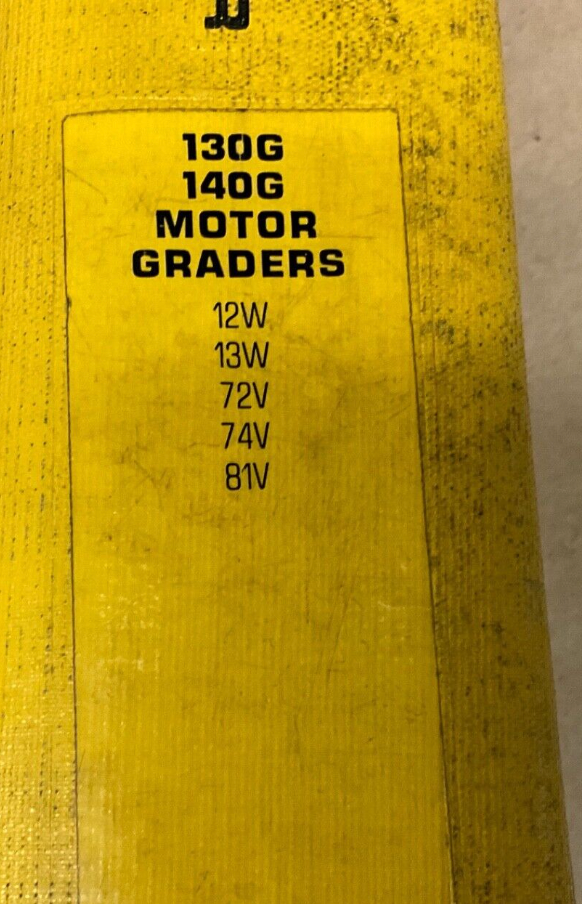 130G
140G
MOTOR
GRADERS
12W
13W
72V
74V
81V